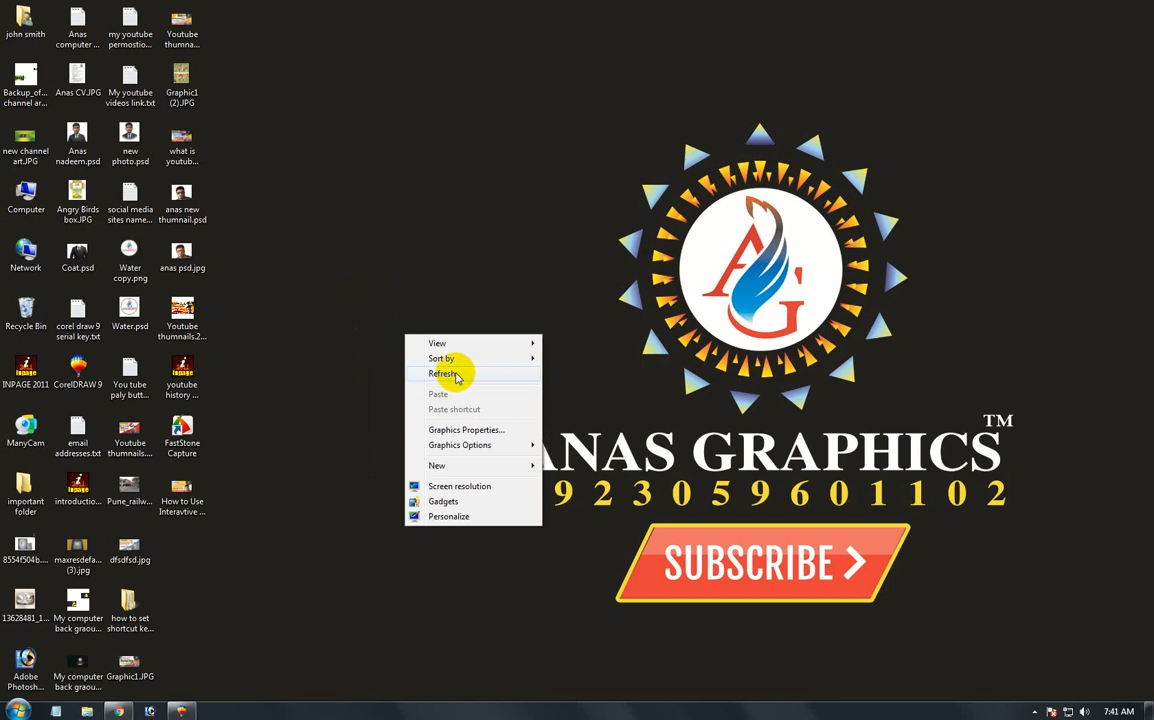 john smith
Anas
computer ...
my youtube
permostio...
Youtube
thumna...
Backup_of...
channel ar...
Anas CV.JPG
My youtube
videos link.txt
Graphic1
(2).JPG
new channel
art.JPG
Anas
nadeem.psd
new
photo.psd
what is
youtub...
Computer
Angry Birds
box.JPG
social media
sites name...
anas new
thumnail.psd
Network
Coat.psd
Water
copy.png
anas psd.jpg
Recycle Bin
corel draw 9
serial key.txt
Water.psd
Youtube
thumnails.2...
INPAGE 2011
CorelDRAW 9
You tube
paly butt...
youtube
history ...
ManyCam
email
addresses.txt
Youtube
thumnails....
FastStone
Capture
important
folder
introductio...
Pune_railw...
How to Use
Interavtive ...
8554f504b....
maxresdefa...
(3).jpg
dfsdfsd.jpg
13628481_1...
My computer
back graou...
how to set
shortcut ke...
Adobe
Photosh...
My computer
back graou...
Graphic1.JPG
View
Sort by
Refresh
Paste
Paste shortcut
Graphics Properties...
Graphics Options
New
Screen resolution
Gadgets
Personalize
AG
ANAS GRAPHICS™
923059601102
SUBSCRIBE
7:41 AM